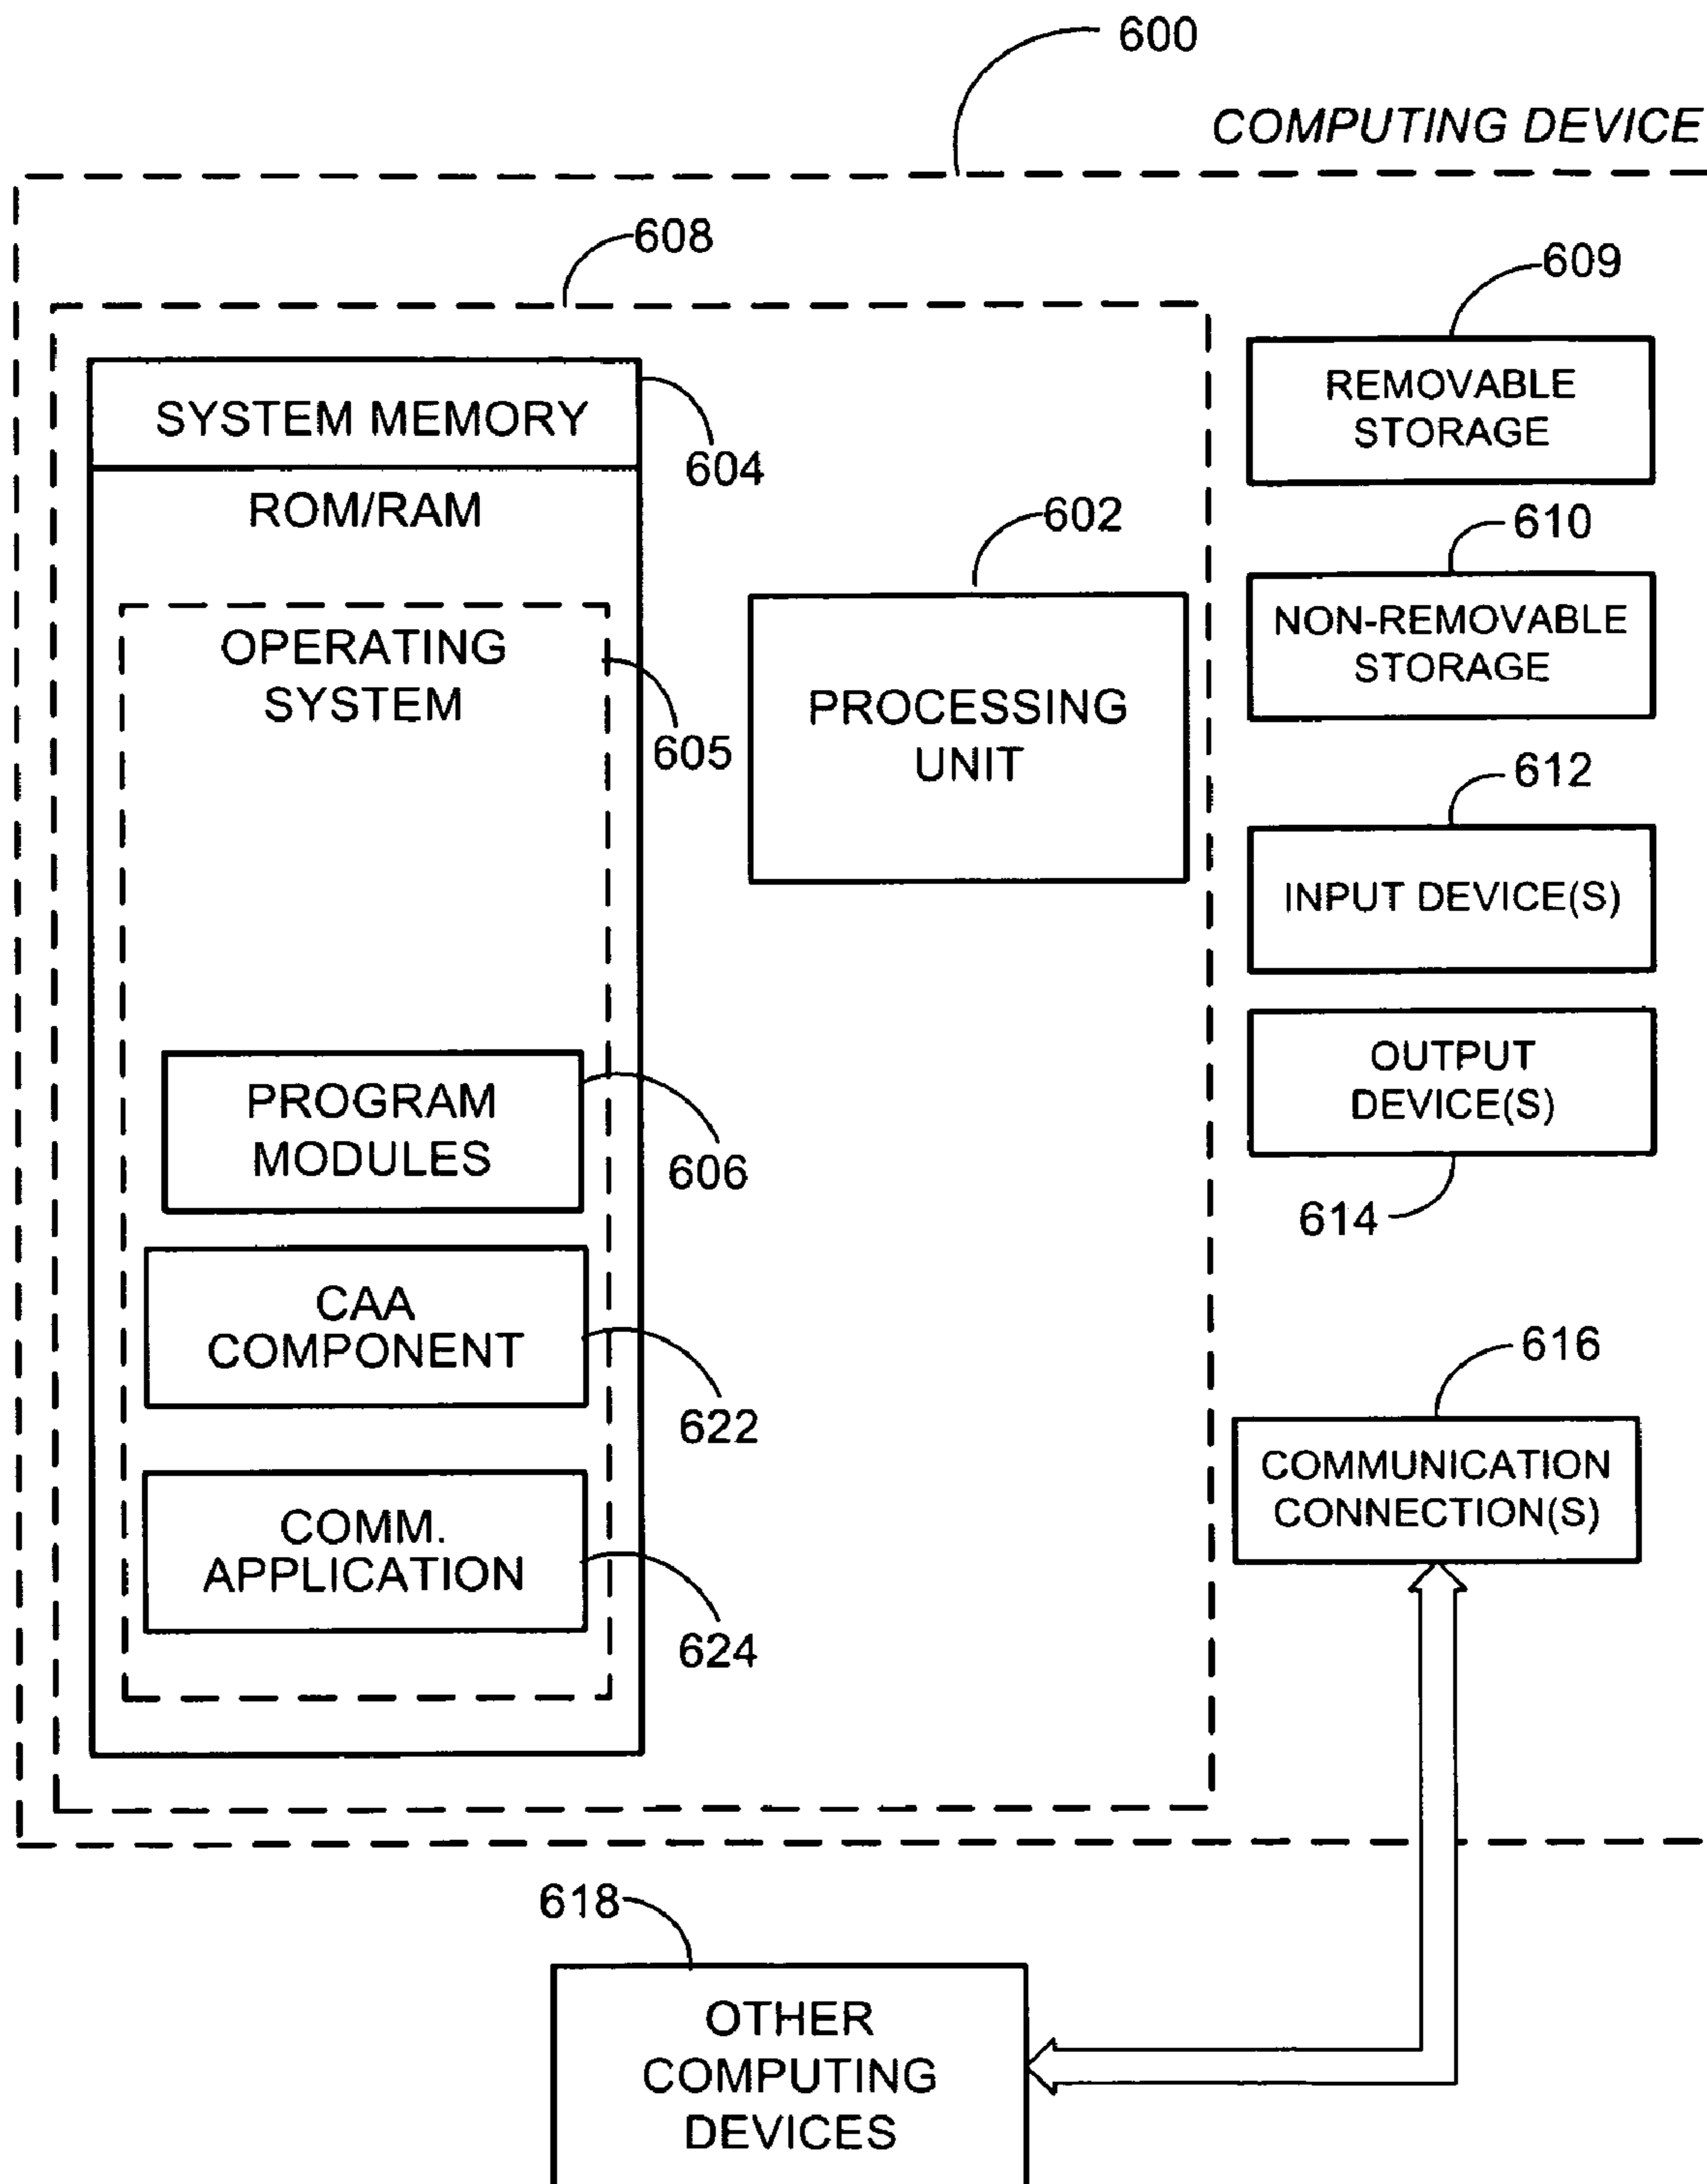 600
COMPUTING DEVICE
608
609
SYSTEM MEMORY
604
REMOVABLE
STORAGE
ROM/RAM
602
610
OPERATING
SYSTEM
605
PROCESSING
UNIT
NON-REMOVABLE
STORAGE
612
INPUT DEVICE(S)
OUTPUT
DEVICE(S)
614
PROGRAM
MODULES
606
CAA
COMPONENT
622
616
COMMUNICATION
CONNECTION(S)
COMM.
APPLICATION
624
618
OTHER
COMPUTING
DEVICES